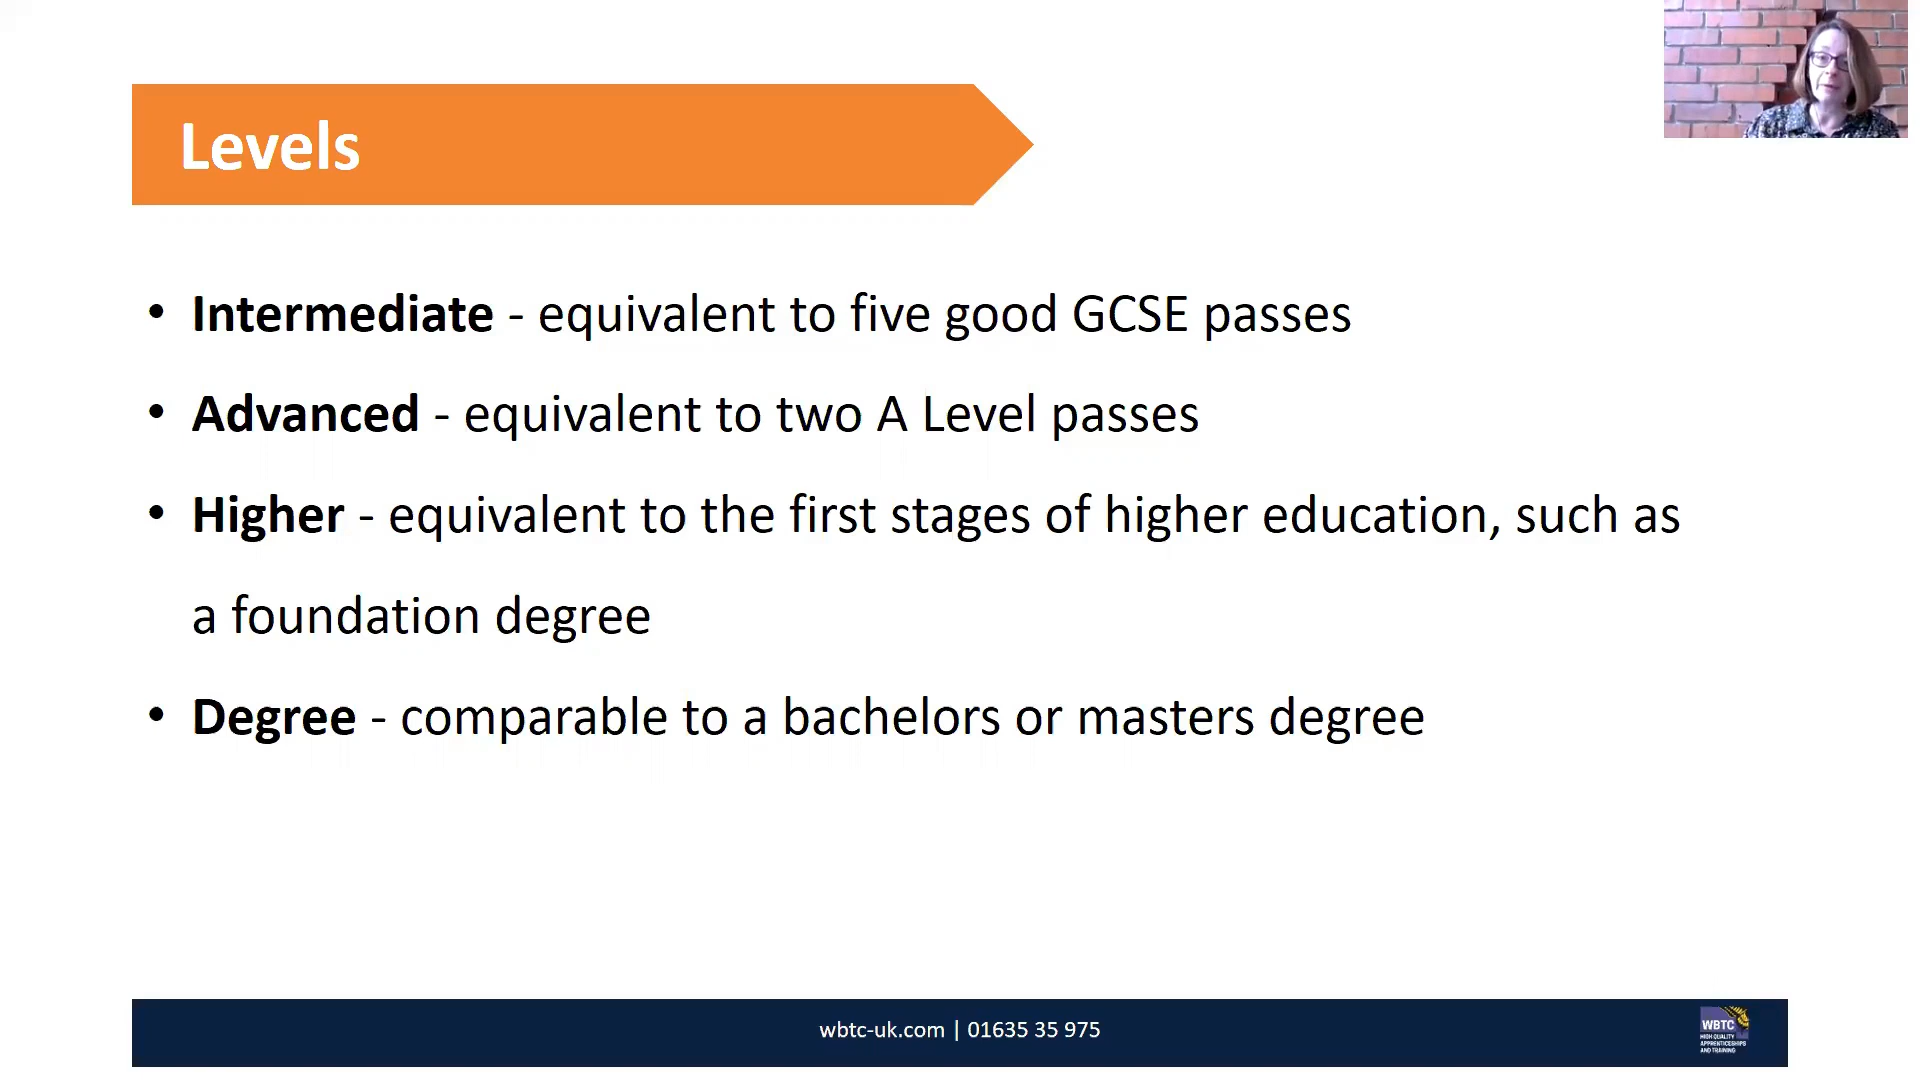 Levels
• Intermediate - equivalent to five good GCSE passes
• Advanced - equivalent to two A Level passes
• Higher - equivalent to the first stages of higher education, such as
a foundation degree
• Degree - comparable to a bachelors or masters degree
wbtc-uk.com | 01635 35 975
WBTC
HIGH QUALITY
APPRENTICESHIPS
AND TRAINING